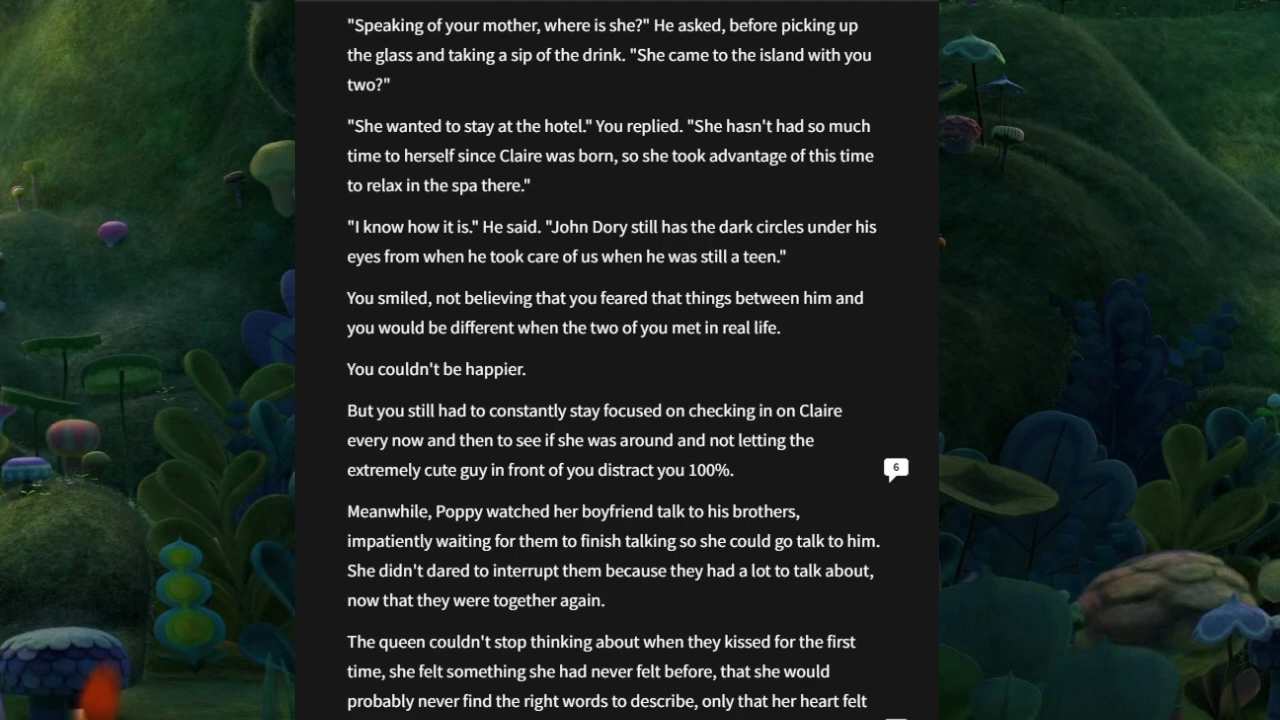 "Speaking of your mother, where is she?" He asked, before picking up
the glass and taking a sip of the drink. "She came to the island with you
two?"
"She wanted to stay at the hotel." You replied. "She hasn't had so much
time to herself since Claire was born, so she took advantage of this time
to relax in the spa there."
"I know how it is." He said. "John Dory still has the dark circles under his
eyes from when he took care of us when he was still a teen."
You smiled, not believing that you feared that things between him and
you would be different when the two of you met in real life.
You couldn't be happier.
But you still had to constantly stay focused on checking in on Claire
every now and then to see if she was around and not letting the
extremely cute guy in front of you distract you 100%.
6
Meanwhile, Poppy watched her boyfriend talk to his brothers,
impatiently waiting for them to finish talking so she could go talk to him.
She didn't dared to interrupt them because they had a lot to talk about,
now that they were together again.
The queen couldn't stop thinking about when they kissed for the first
time, she felt something she had never felt before, that she would
probably never find the right words to describe, only that her heart felt